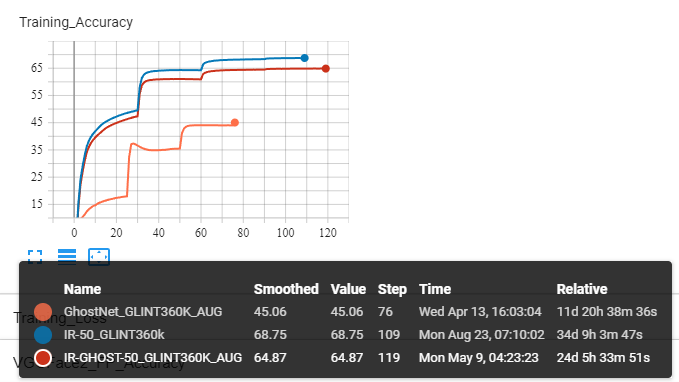 Training_Accuracy
65
55
45
35
25
15
0 20 40 60 80 100 120
Name Smoothed Value Step Time Relative
GhostNet_GLINT360K_AUG 45.06 45.06 76 Wed Apr 13, 16:03:04 11d 20h 38m 36s
Training_Loss
IR-50_GLINT360k 68.75 68.75 109 Mon Aug 23, 07:10:02 34d 9h 3m 47s
IR-GHOST-50_GLINT360K_AUG 64.87 64.87 119 Mon May 9, 04:23:23 24d 5h 33m 51s